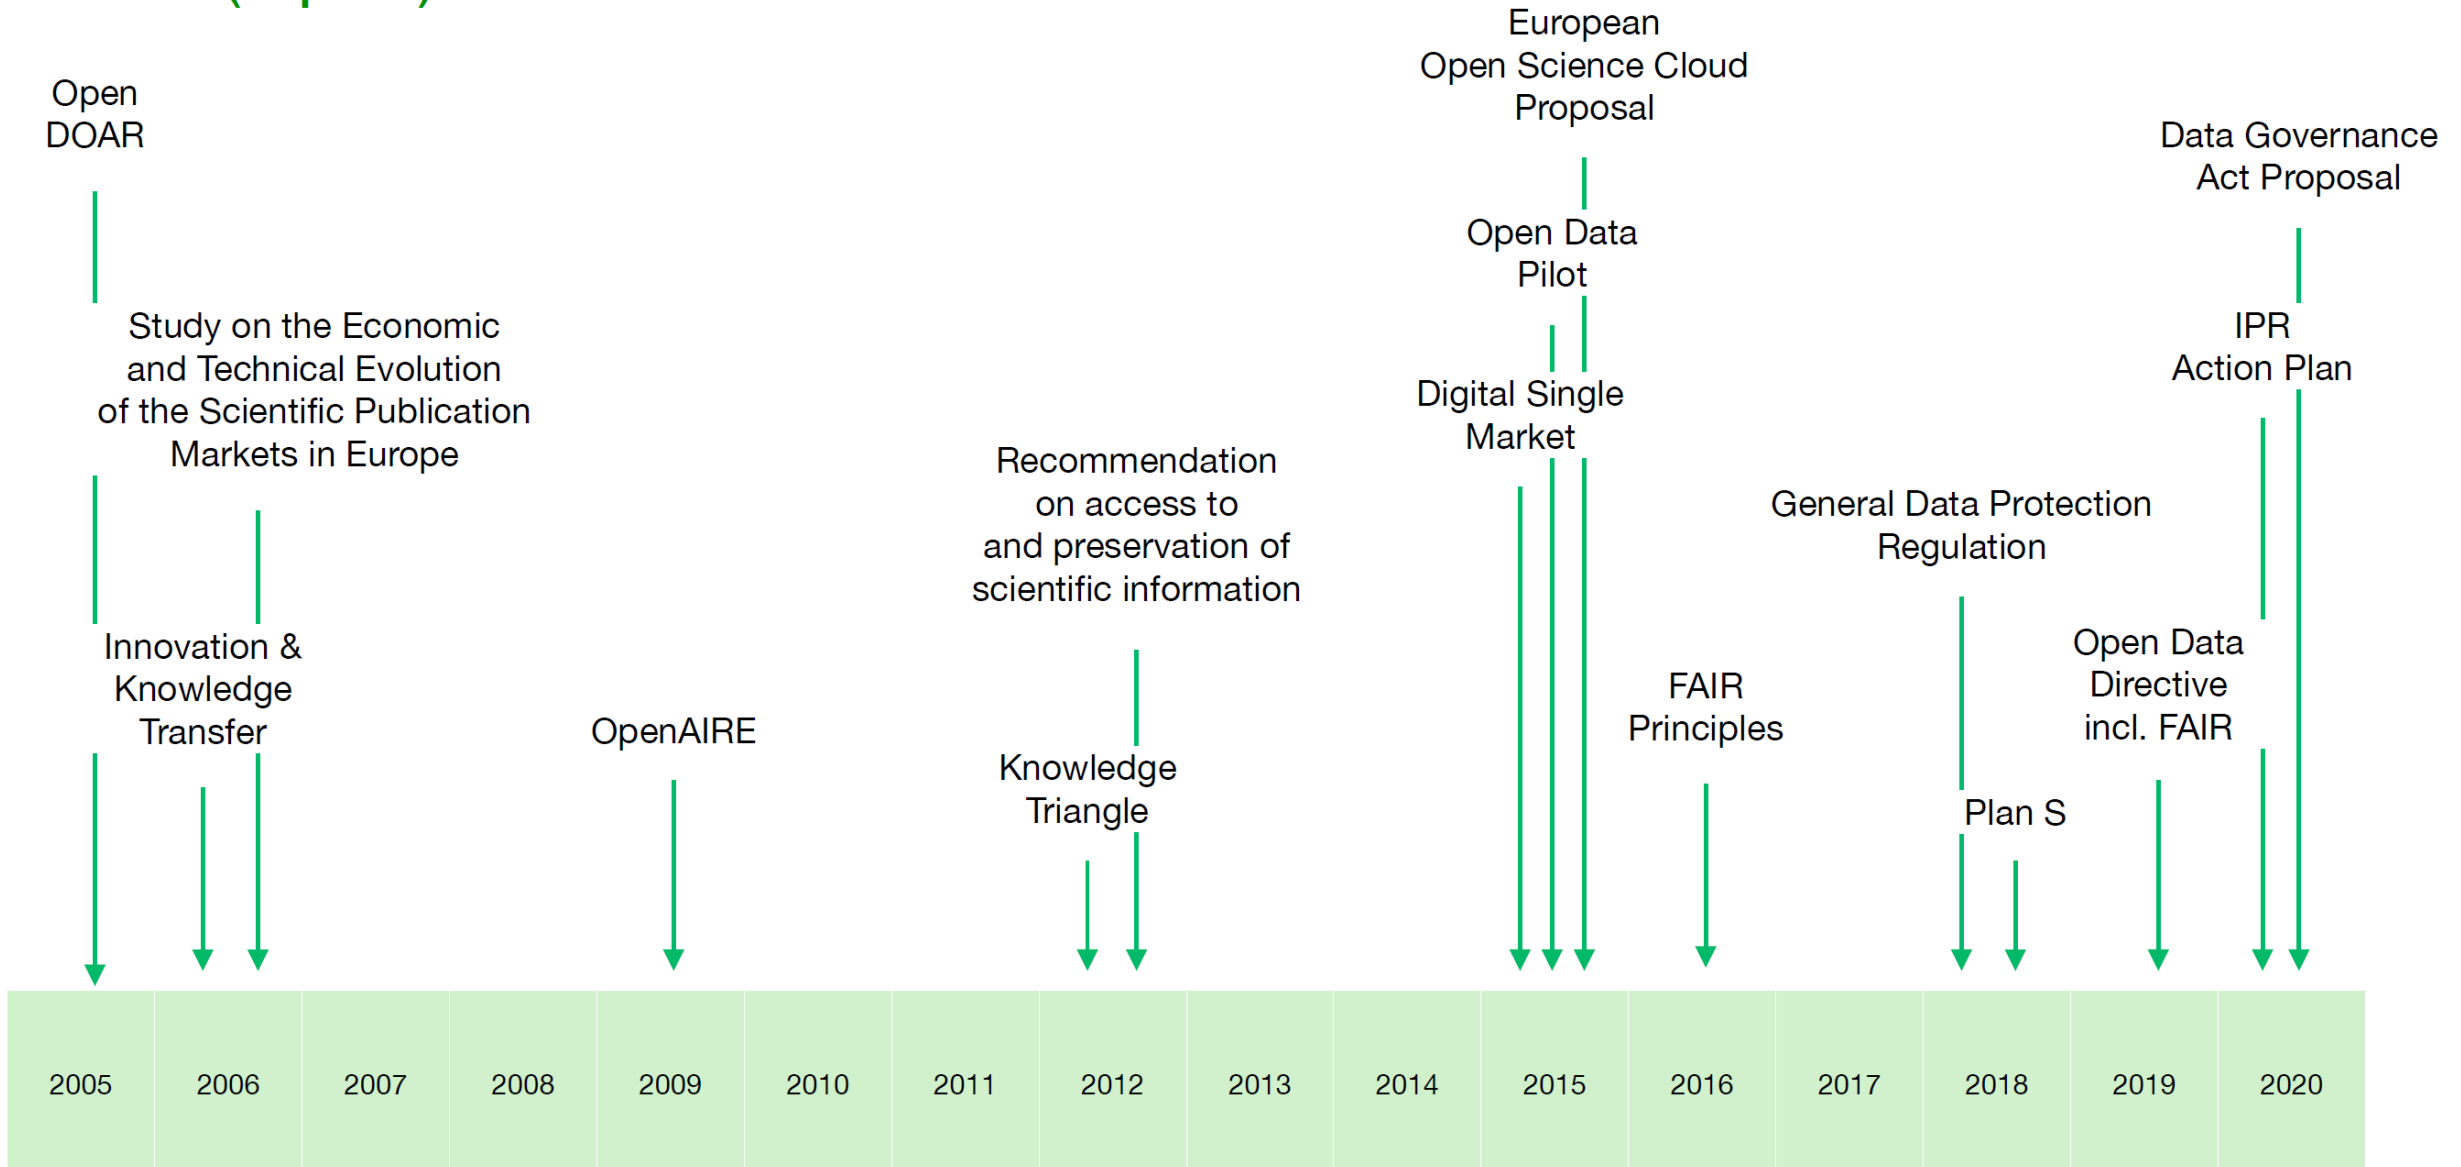 Open
DOAR
Study on the Economic
and Technical Evolution
of the Scientific Publication
Markets in Europe
Innovation &
Knowledge
Transfer
OpenAIRE
Recommendation
on access to
and preservation of
scientific information
Knowledge
Triangle
European
Open Science Cloud
Proposal
Open Data
Pilot
Digital Single
Market
FAIR
Principles
General Data Protection
Regulation
Plan S
Open Data
Directive
incl. FAIR
Data Governance
Act Proposal
IPR
Action Plan
2005
2006
2007
2008
2009
2010
2011
2012
2013
2014
2015
2016
2017
2018
2019
2020